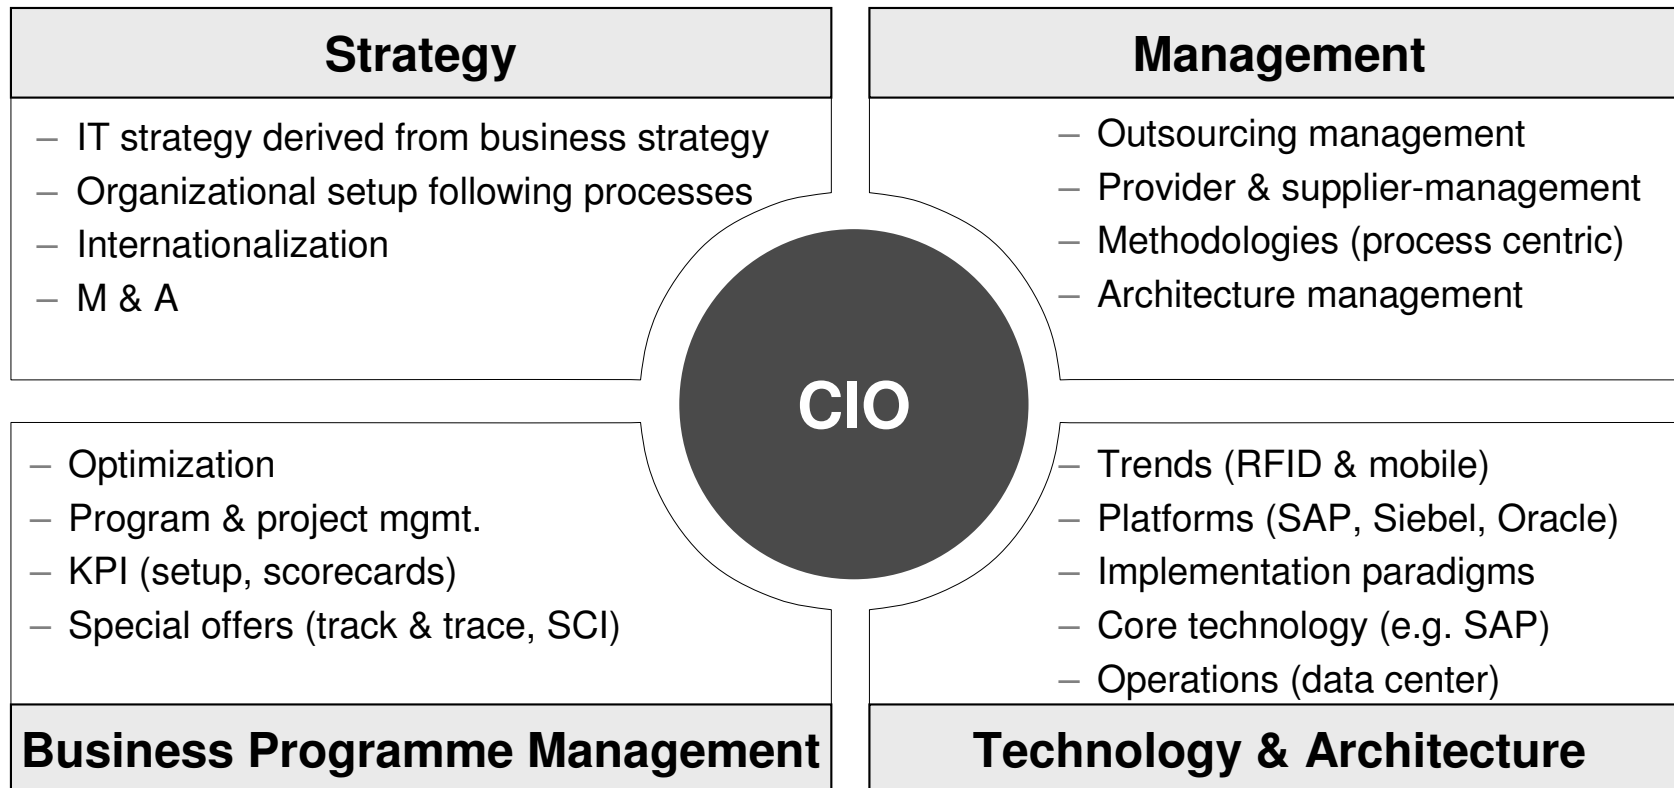 Strategy
– IT strategy derived from business strategy
– Organizational setup following processes
– Internationalization
– M & A
Management
– Outsourcing management
– Provider & supplier-management
– Methodologies (process centric)
– Architecture management
CIO
– Optimization
– Program & project mgmt.
– KPI (setup, scorecards)
– Special offers (track & trace, SCI)
Business Programme Management
– Trends (RFID & mobile)
– Platforms (SAP, Siebel, Oracle)
– Implementation paradigms
– Core technology (e.g. SAP)
– Operations (data center)
Technology & Architecture